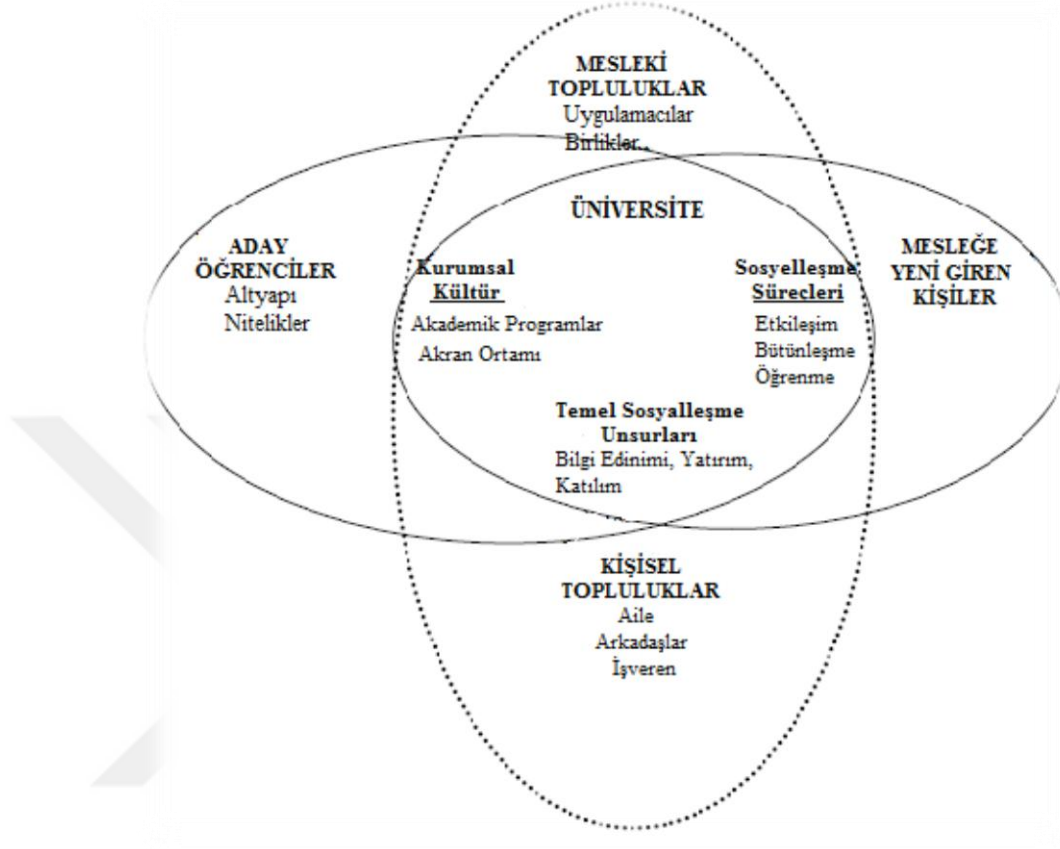 MESLEKİ
TOPLULUKLAR
Uygulamacılar
Birlikler
ÜNİVERSİTE
ADAY
ÖĞRENCİLER
Altyapı
Nitelikler
Kurumsal
Kültür
Akademik Programlar
Akran Ortamı
Sosyelleşme
Sürecleri
Etkileşim
Bütünleşme
Öğrenme
MESLEĞE
YENİ GİREN
KİŞİLER
Temel Sosyalleşme
Unsurları
Bilgi Edinimi, Yatırım,
Katılım
KİŞİSEL
TOPLULUKLAR
Aile
Arkadaşlar
İşveren